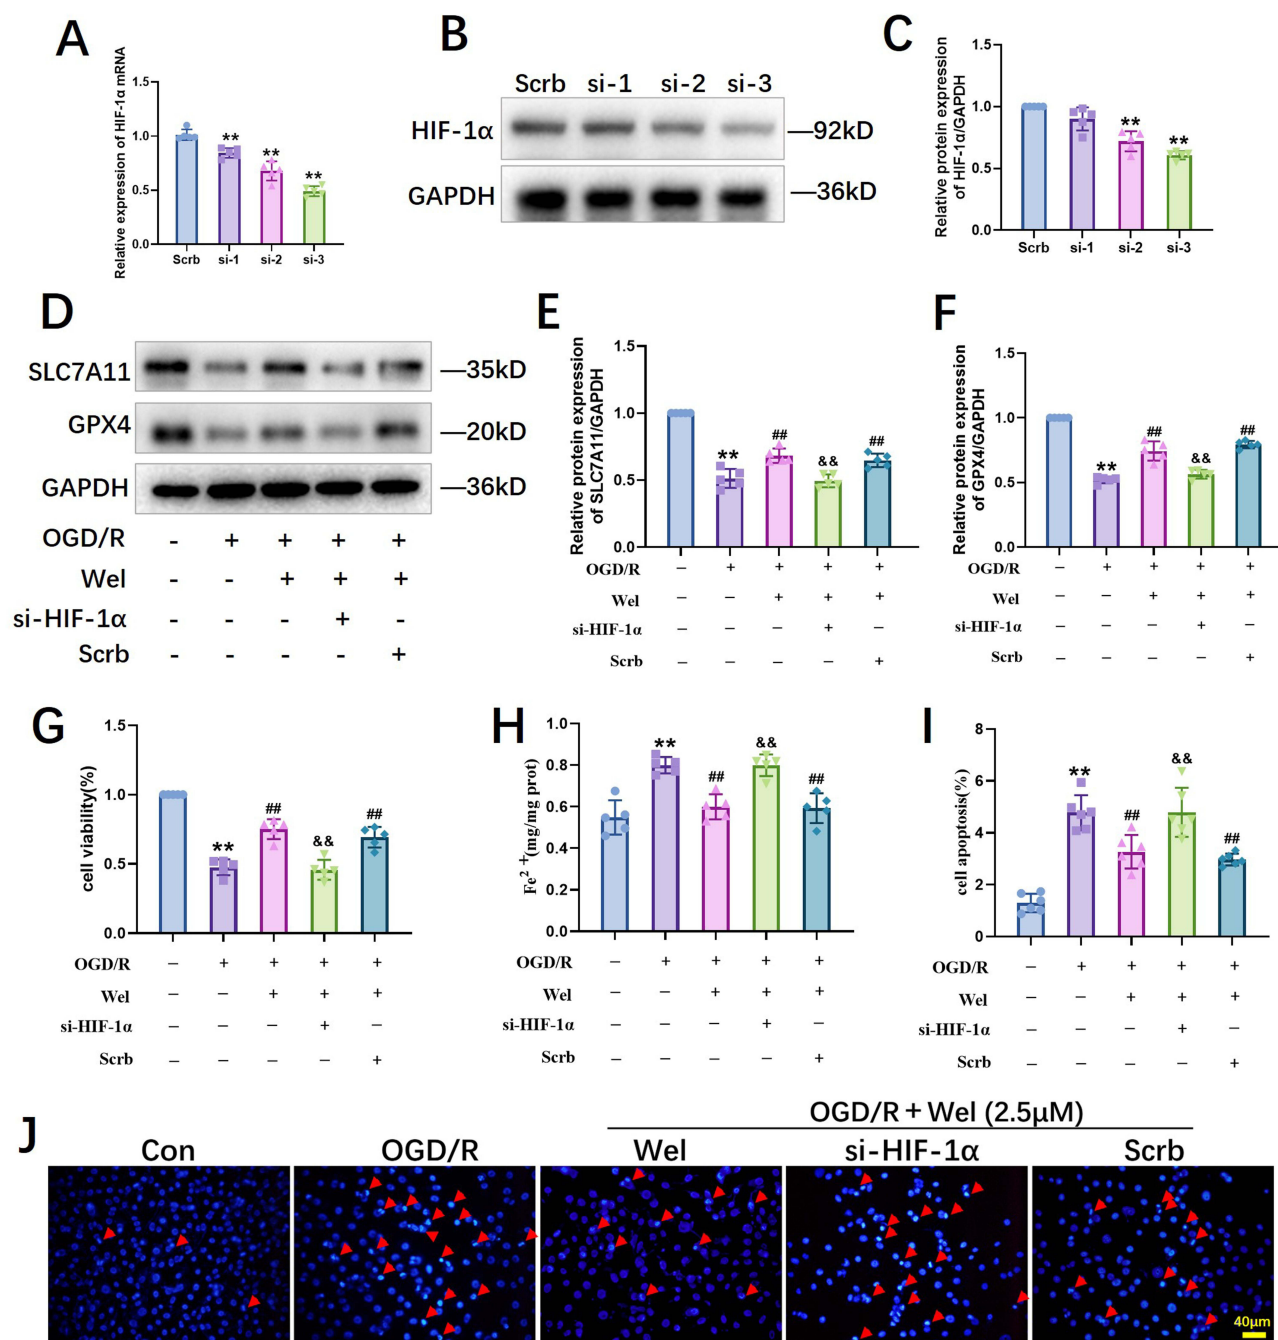 A
Relative expression of HIF-1α mRNA
1.5
1.0
0.5
0.0
**
**
**
Scrb si-1 si-2 si-3
B
Scrb si-1 si-2 si-3
HIF-1α —92kD
GAPDH —36kD
C
Relative protein expression
of HIF-1α/GAPDH
1.5
1.0
0.5
0.0
**
**
Scrb si-1 si-2 si-3
D
SLC7A11 —35kD
GPX4 —20kD
GAPDH —36kD
OGD/R - + + + +
Wel - - + + +
si-HIF-1α - - - + -
Scrb - - - - +
E
Relative protein expression
of SLC7A11/GAPDH
1.5
1.0
0.5
0.0
**
##
&&
##
OGD/R – + + + +
Wel – – + + +
si-HIF-1α – – – + –
Scrb – – – – +
F
Relative protein expression
of GPX4/GAPDH
1.5
1.0
0.5
0.0
**
##
&&
##
OGD/R – + + + +
Wel – – + + +
si-HIF-1α – – – + –
Scrb – – – – +
G
cell viability(%)
1.5
1.0
0.5
0.0
**
##
&&
##
OGD/R – + + + +
Wel – – + + +
si-HIF-1α – – – + –
Scrb – – – – +
H
Fe2+(mg/mg prot)
1.0
0.8
0.6
0.4
0.2
0.0
**
##
&&
##
OGD/R – + + + +
Wel – – + + +
si-HIF-1α – – – + –
Scrb – – – – +
I
cell apoptosis(%)
8
6
4
2
0
**
##
&&
##
OGD/R – + + + +
Wel – – + + +
si-HIF-1α – – – + –
Scrb – – – – +
J
OGD/R + Wel (2.5μM)
Con OGD/R Wel si-HIF-1α Scrb
40μm